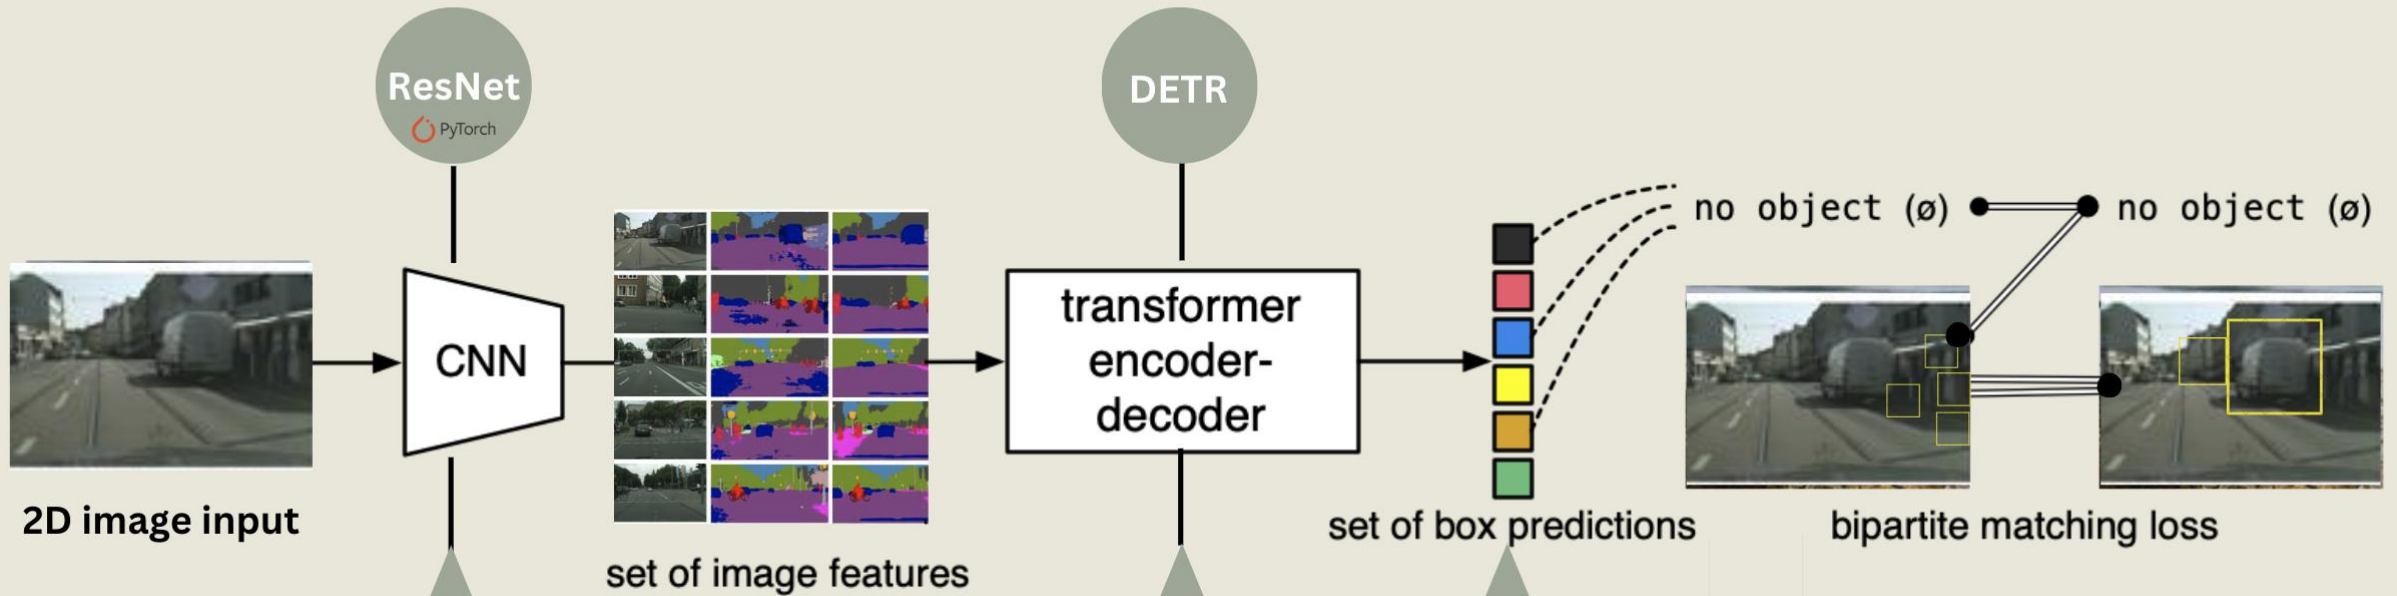 ResNet
PyTorch
DETR
no object (ø)
no object (ø)
CNN
transformer
encoder-
decoder
2D image input
set of image features
set of box predictions
bipartite matching loss